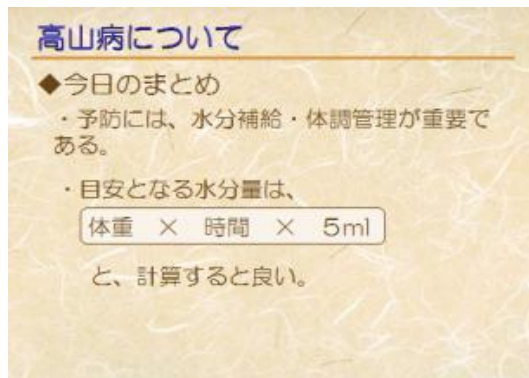 高山病について
◆今日のまとめ
・予防には、水分補給・体調管理が重要で
ある。
・目安となる水分量は、
体重 × 時間 × 5ml
と、計算すると良い。